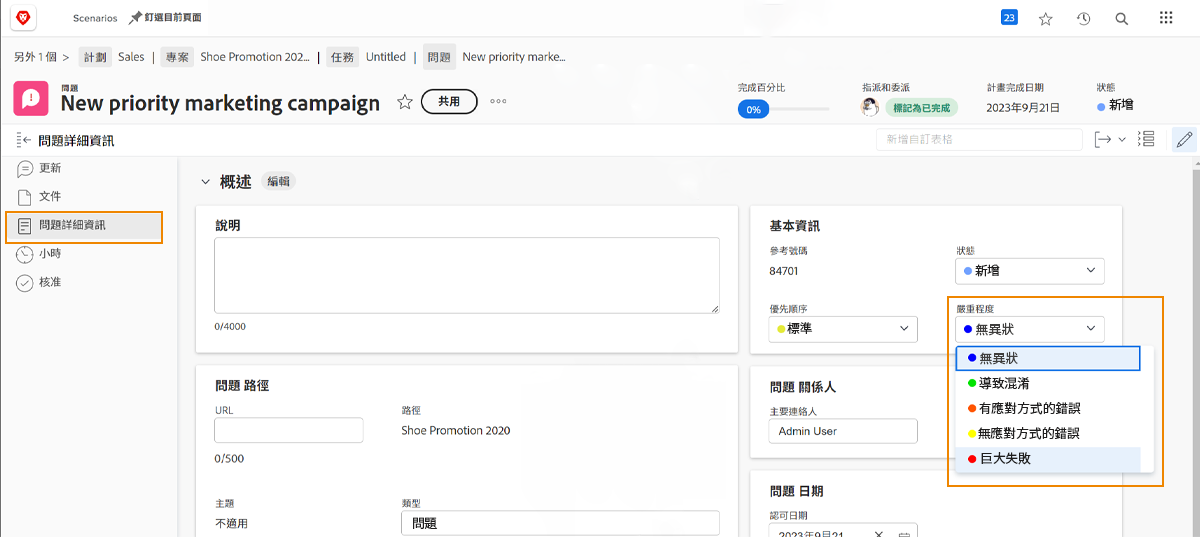 Scenarios 釘選目前頁面 23
另外 1 個 > 計劃 Sales | 專案 Shoe Promotion 202... | 任務 Untitled | 問題 New priority marke...
問題
New priority marketing campaign 共用
完成百分比 指派和委派 計畫完成日期 狀態
0% 標記為已完成 2023年9月21日 新增
問題詳細資訊 新增自訂表格
更新
文件
問題詳細資訊
小時
核准
概述 編輯
說明
0/4000
基本資訊
參考號碼 狀態
84701 新增
優先順序 嚴重程度
標準 無異狀
無異狀
導致混淆
有應對方式的錯誤
無應對方式的錯誤
巨大失敗
問題 路徑
URL 路徑
Shoe Promotion 2020
0/500
主題 類型
不適用 問題
問題 關係人
主要連絡人
Admin User
問題 日期
認可日期
2023年9月21